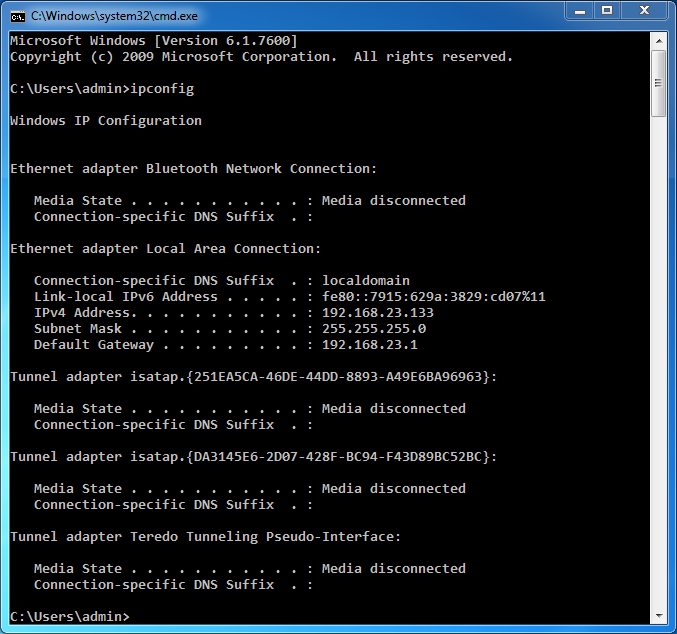 C:\Windows\system32\cmd.exe
Microsoft Windows [Version 6.1.7600]
Copyright (c) 2009 Microsoft Corporation.  All rights reserved.
C:\Users\admin>ipconfig
Windows IP Configuration
Ethernet adapter Bluetooth Network Connection:
   Media State . . . . . . . . . . . : Media disconnected
   Connection-specific DNS Suffix  . :
Ethernet adapter Local Area Connection:
   Connection-specific DNS Suffix  . : localdomain
   Link-local IPv6 Address . . . . . : fe80::7915:629a:3829:cd07%11
   IPv4 Address. . . . . . . . . . . : 192.168.23.133
   Subnet Mask . . . . . . . . . . . : 255.255.255.0
   Default Gateway . . . . . . . . . : 192.168.23.1
Tunnel adapter isatap.{251EA5CA-46DE-44DD-8893-A49E6BA96963}:
   Media State . . . . . . . . . . . : Media disconnected
   Connection-specific DNS Suffix  . :
Tunnel adapter isatap.{DA3145E6-2D07-428F-BC94-F43D89BC52BC}:
   Media State . . . . . . . . . . . : Media disconnected
   Connection-specific DNS Suffix  . :
Tunnel adapter Teredo Tunneling Pseudo-Interface:
   Media State . . . . . . . . . . . : Media disconnected
   Connection-specific DNS Suffix  . :
C:\Users\admin>